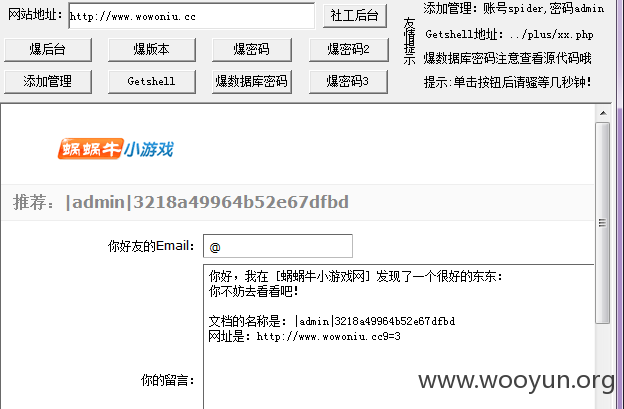 网站地址: http://www.wowoniu.cc 社工后台
爆后台 爆版本 爆密码 爆密码2
添加管理 Getshell 爆数据库密码 爆密码3
友情提示
添加管理：账号spider,密码admin
Getshell地址：../plus/xx.php
爆数据库密码注意查看源代码哦
提示:单击按钮后请骚等几秒钟！
蜗蜗牛小游戏
推荐：|admin|3218a49964b52e67dfbd
你好友的Email： @
你好，我在 [蜗蜗牛小游戏网] 发现了一个很好的东东：
你不妨去看看吧！
文档的名称是：|admin|3218a49964b52e67dfbd
网址是：http://www.wowoniu.cc9=3
你的留言：
www.wooyun.org